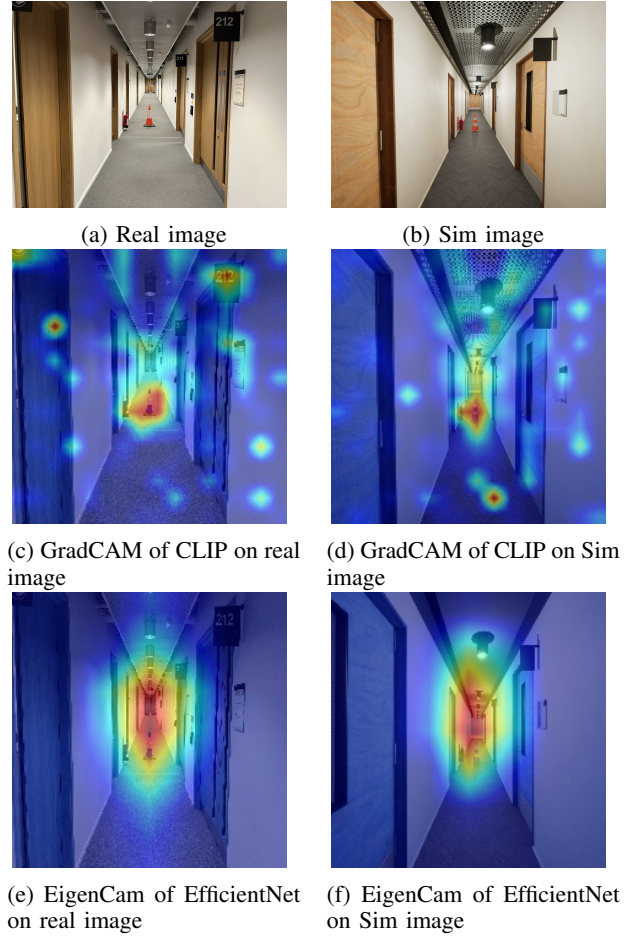 212
211
(a) Real image
(b) Sim image
212
(c) GradCAM of CLIP on real
image
(d) GradCAM of CLIP on Sim
image
212
(e) EigenCam of EfficientNet
on real image
(f) EigenCam of EfficientNet
on Sim image